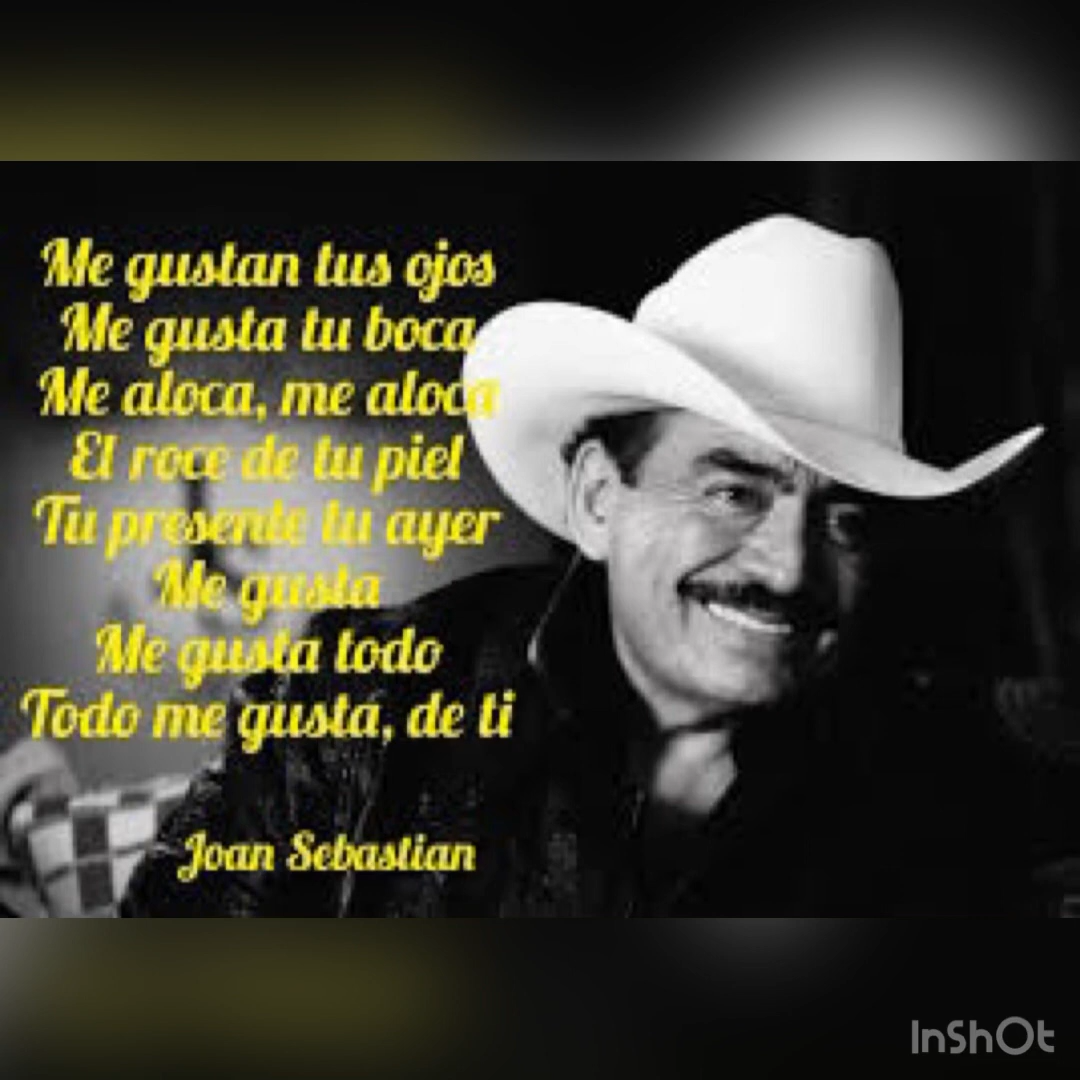 Me gustan tus ojos
Me gusta tu boca
Me aloca, me aloca
El roce de tu piel
Tu presente tu ayer
Me gusta
Me gusta todo
Todo me gusta, de ti
Joan Sebastian
InShOt